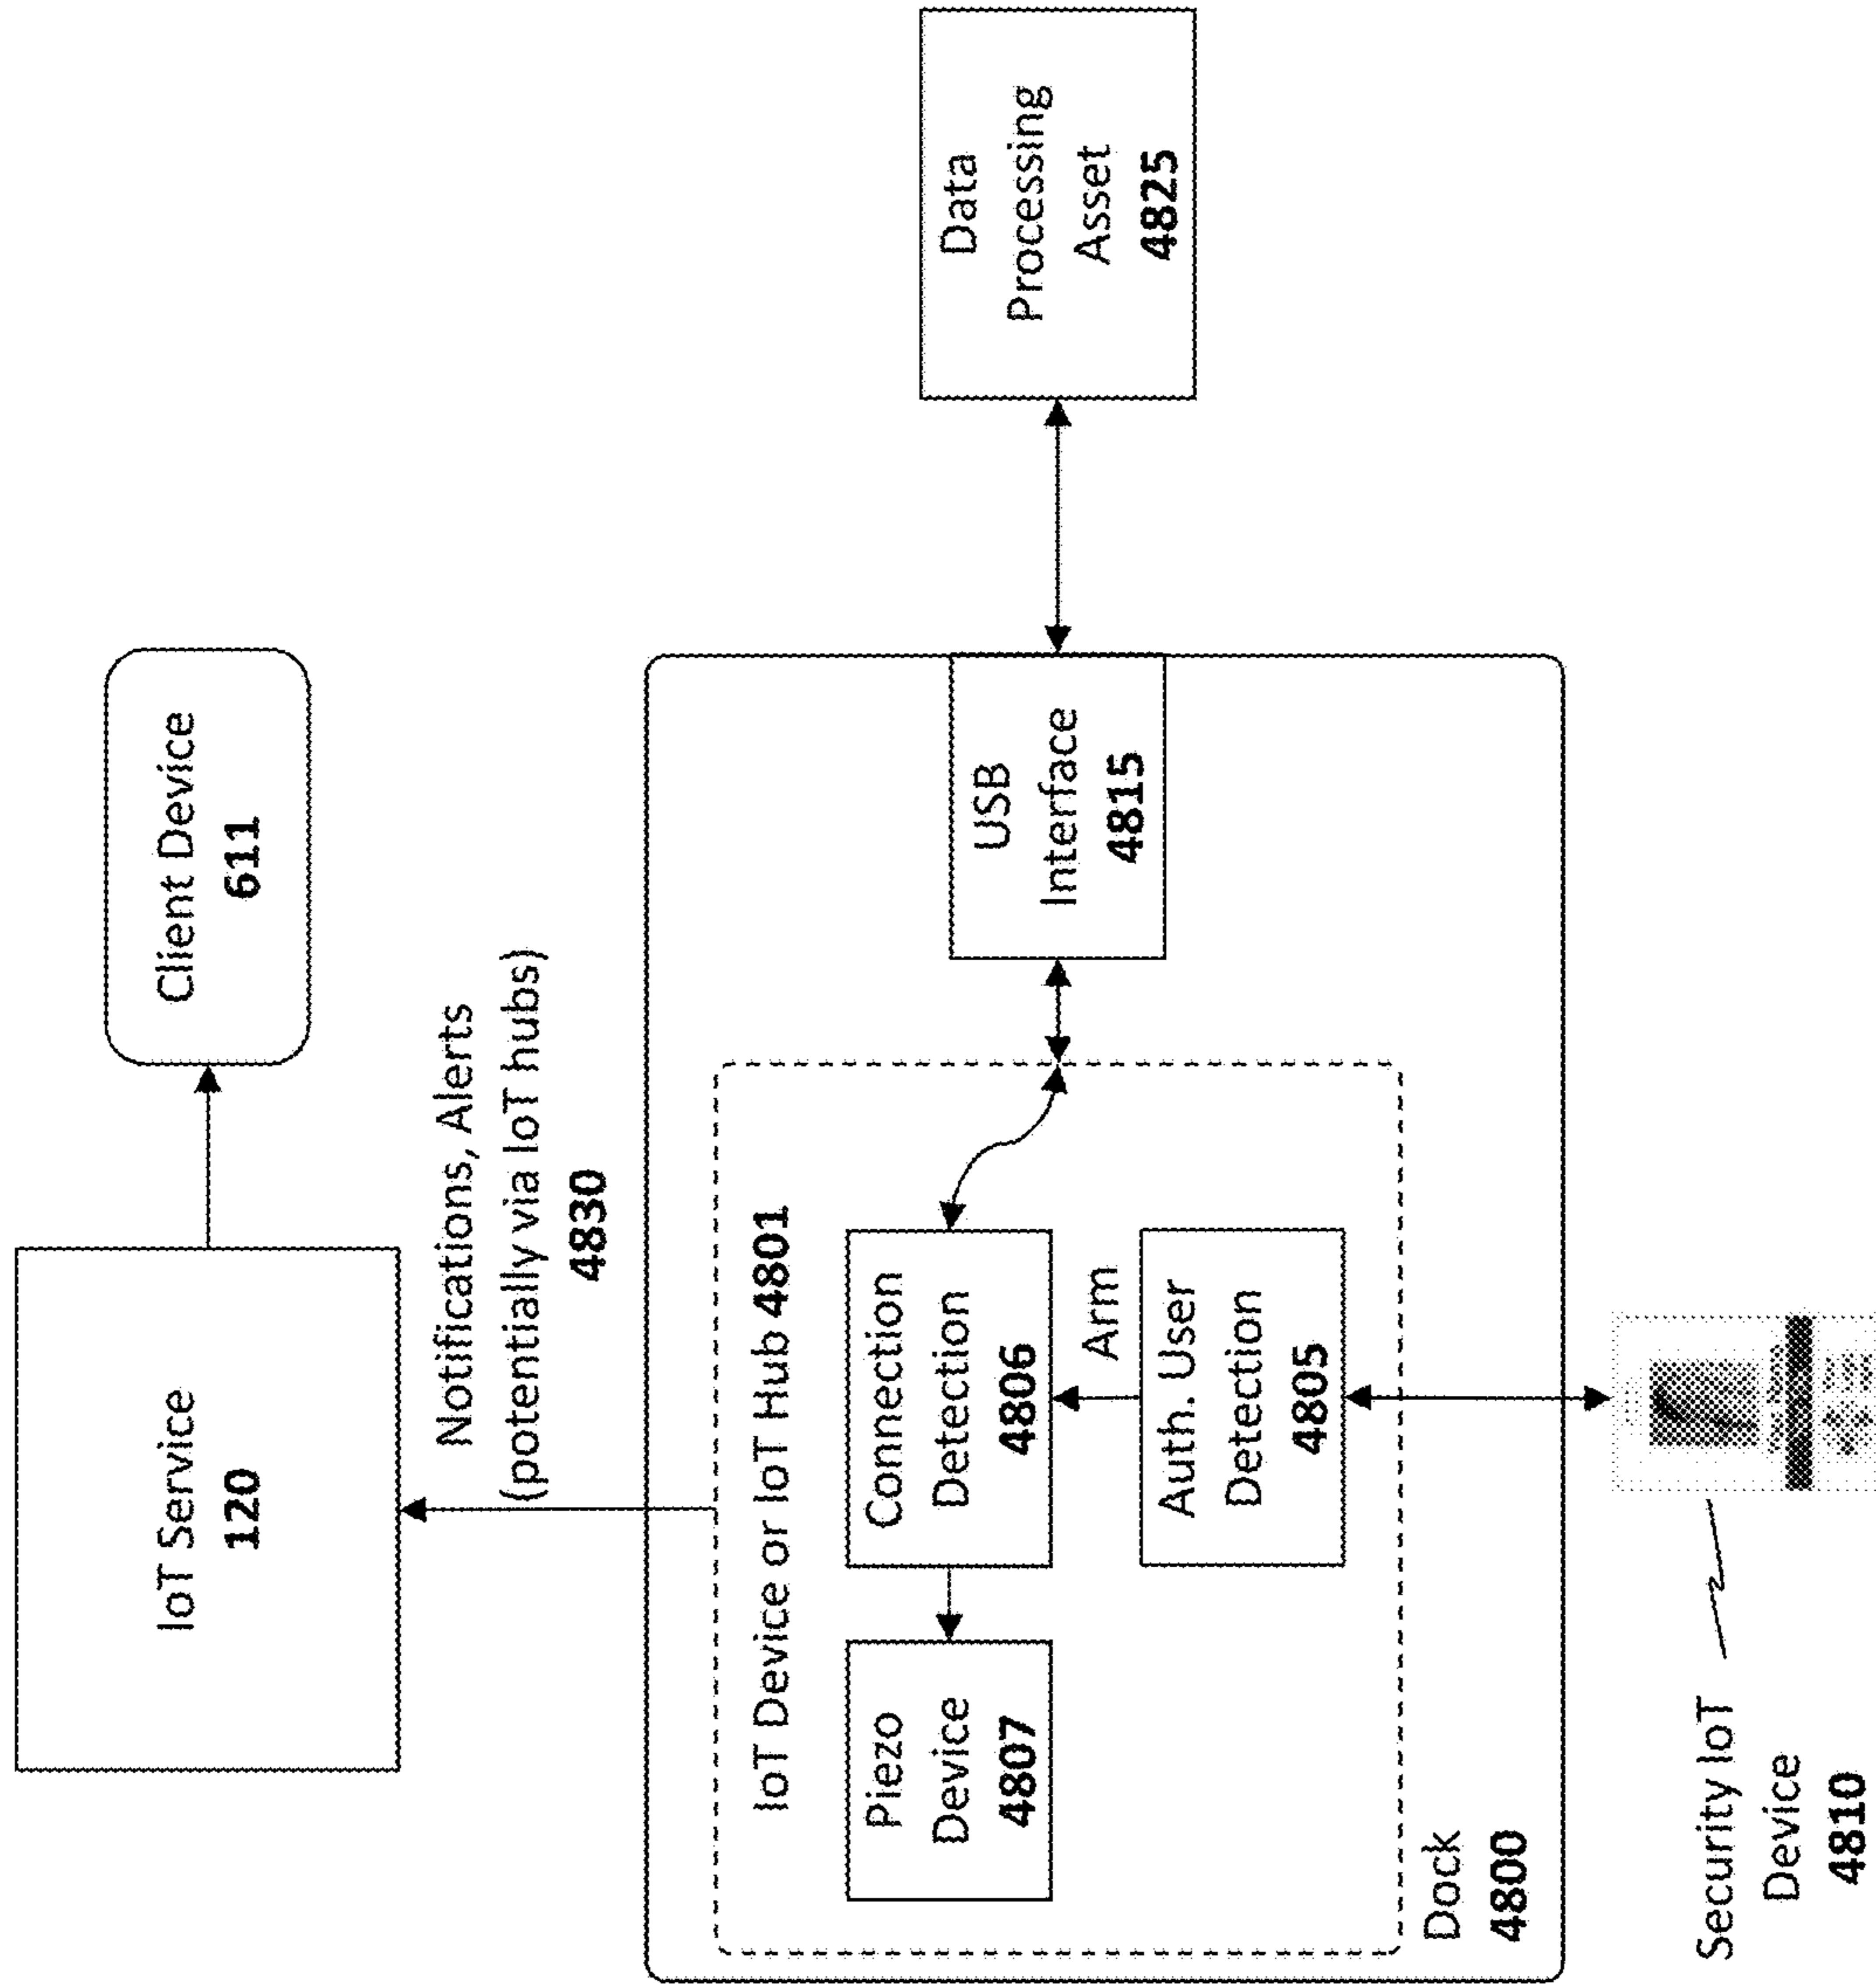 IoT Service
120
Client Device
611
Notifications, Alerts
(potentially via IoT hubs)
4830
IoT Device or IoT Hub 4801
Piezo
Device
4807
Connection
Detection
4806
Arm
Auth. User
Detection
4805
USB
Interface
4815
Data
Processing
Asset
4825
Dock
4800
Security IoT
Device
4810